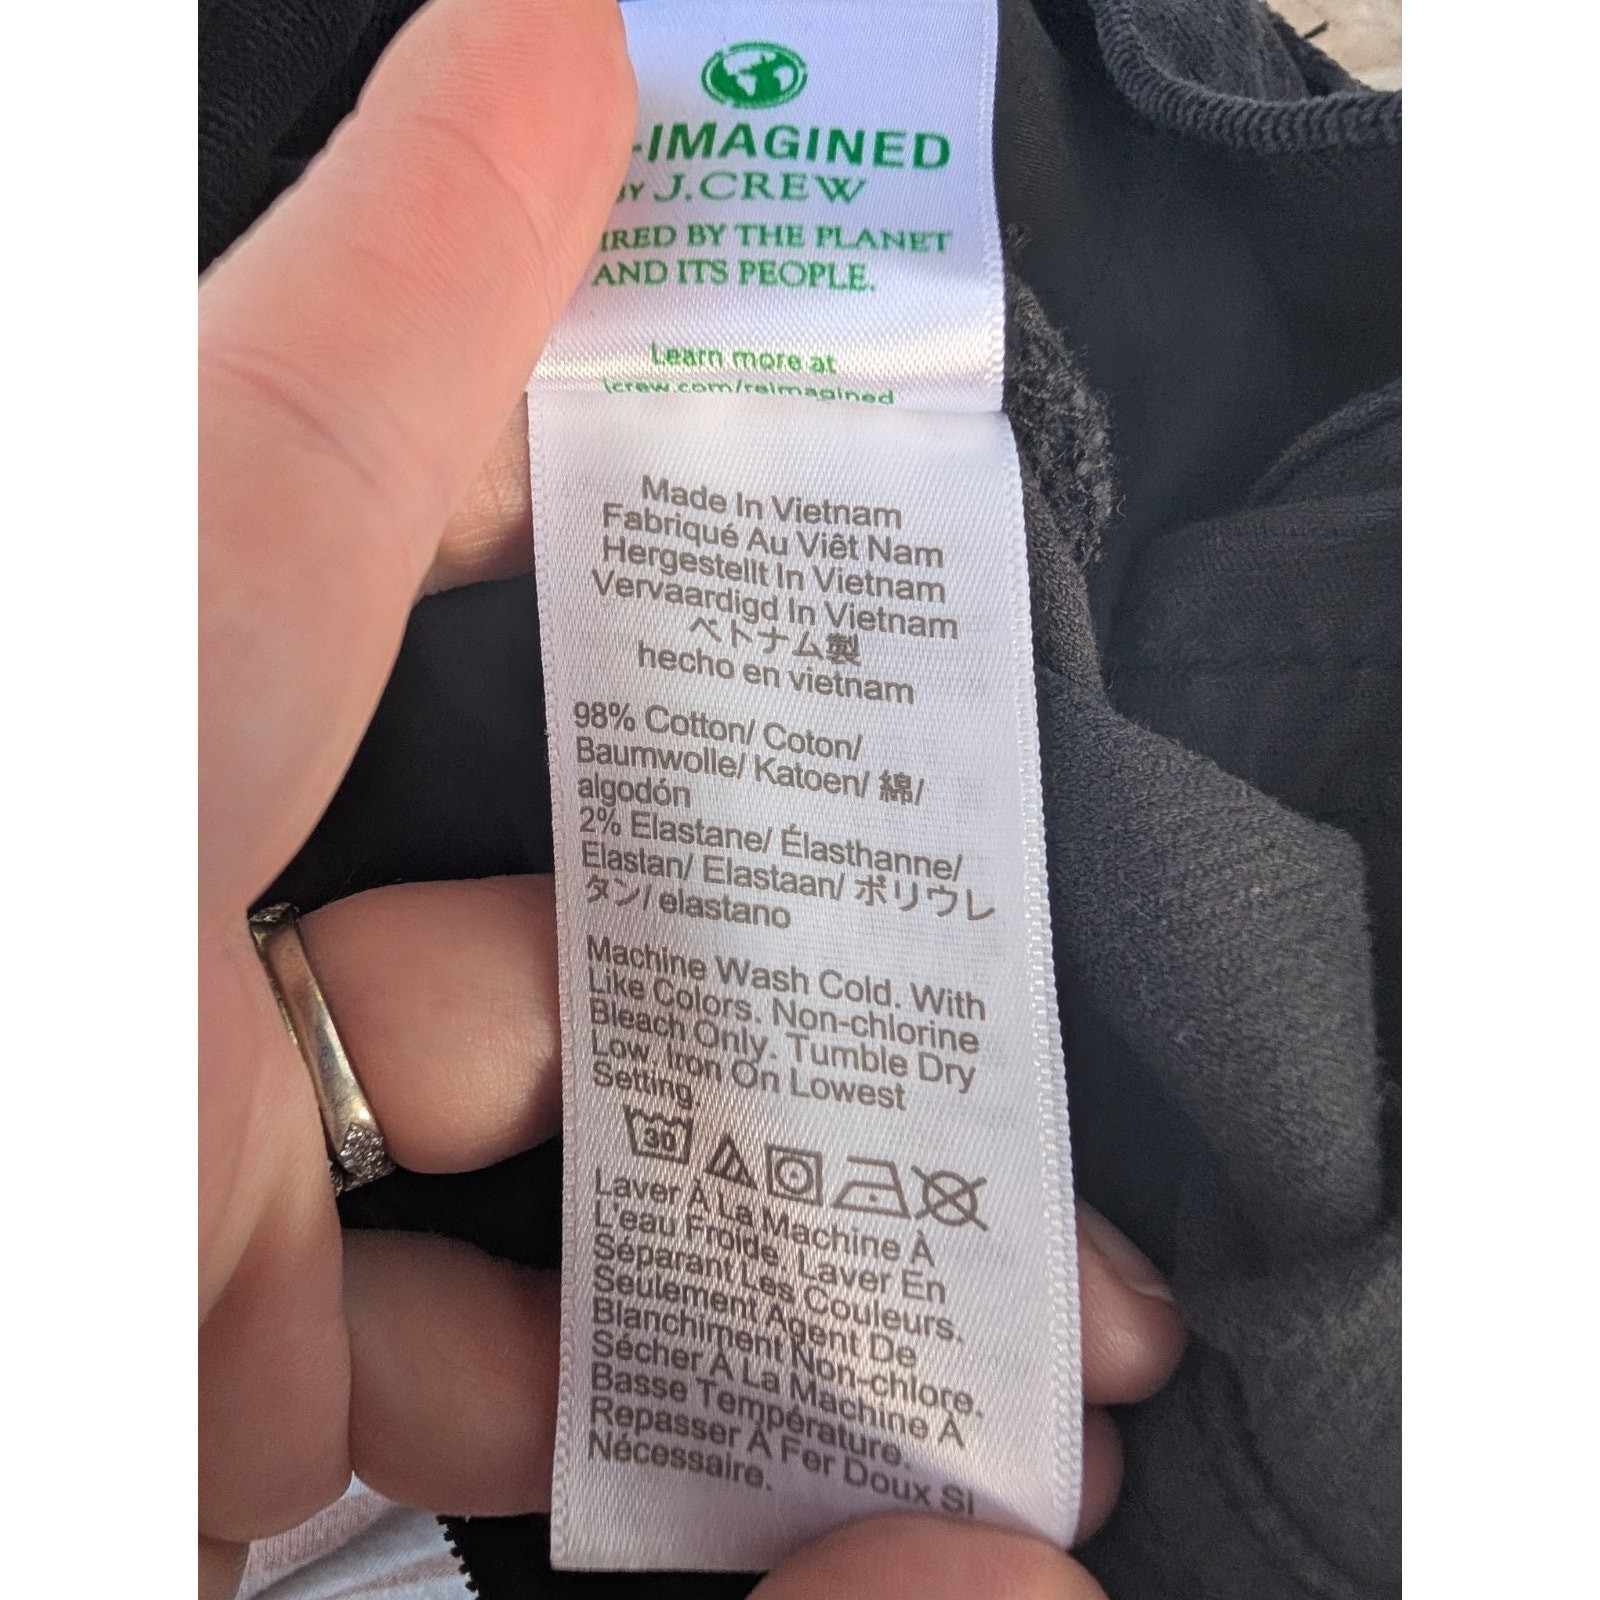 -IMAGINED
BY J.CREW
IRED BY THE PLANET
AND ITS PEOPLE.
Learn more at
jcrew.com/reimagined
Made In Vietnam
Fabriqué Au Viêt Nam
Hergestellt In Vietnam
Vervaardigd In Vietnam
ベトナム製
hecho en vietnam
98% Cotton/ Coton/
Baumwolle/ Katoen/ 綿/
algodón
2% Elastane/ Élasthanne/
Elastan/ Elastaan/ ポリウレ
タン/ elastano
Machine Wash Cold. With
Like Colors. Non-chlorine
Bleach Only. Tumble Dry
Low. Iron On Lowest
Setting.
30
Laver À La Machine À
L'eau Froide. Laver En
Séparant Les Couleurs.
Seulement Agent De
Blanchiment Non-chlore.
Sécher À La Machine À
Basse Température.
Repasser À Fer Doux Si
Nécessaire.